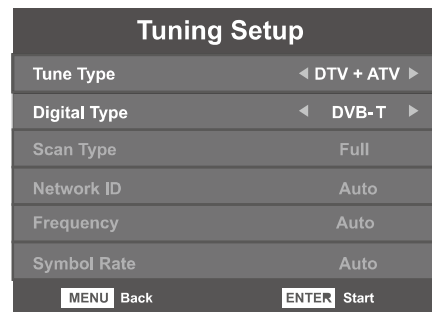 Tuning Setup
Tune Type DTV + ATV
Digital Type DVB-T
Scan Type Full
Network ID Auto
Frequency Auto
Symbol Rate Auto
MENU Back ENTER Start